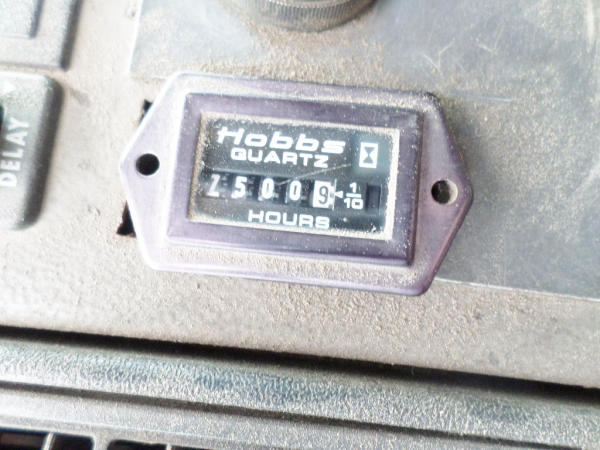 Hobbs
QUARTZ
25009 1/10
HOURS
DELAY